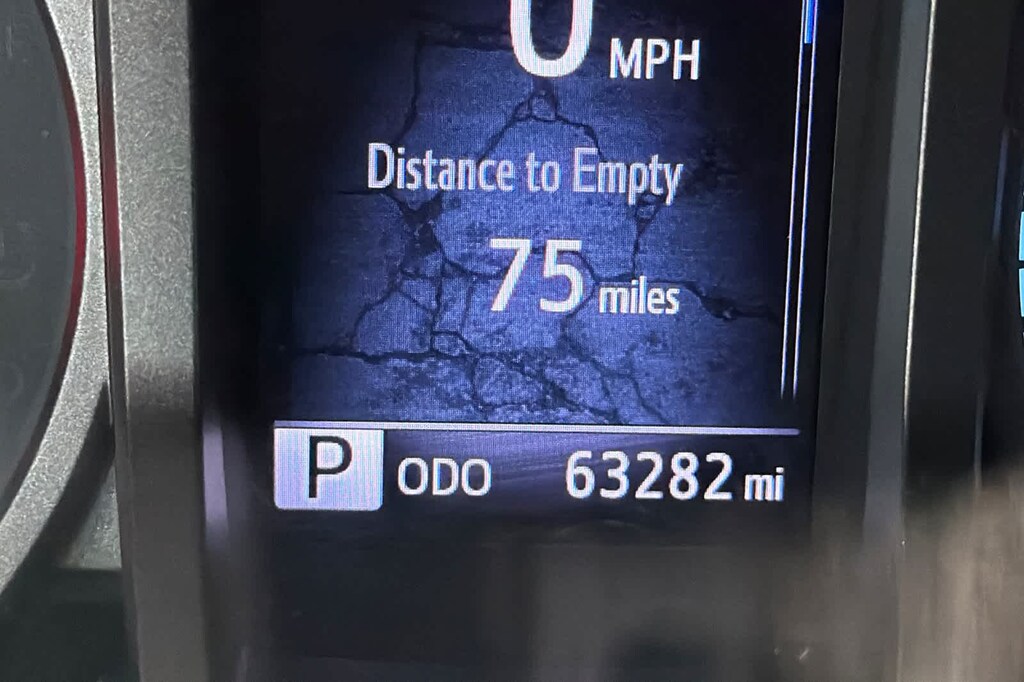 0 MPH
Distance to Empty
75 miles
P ODO 63282 mi